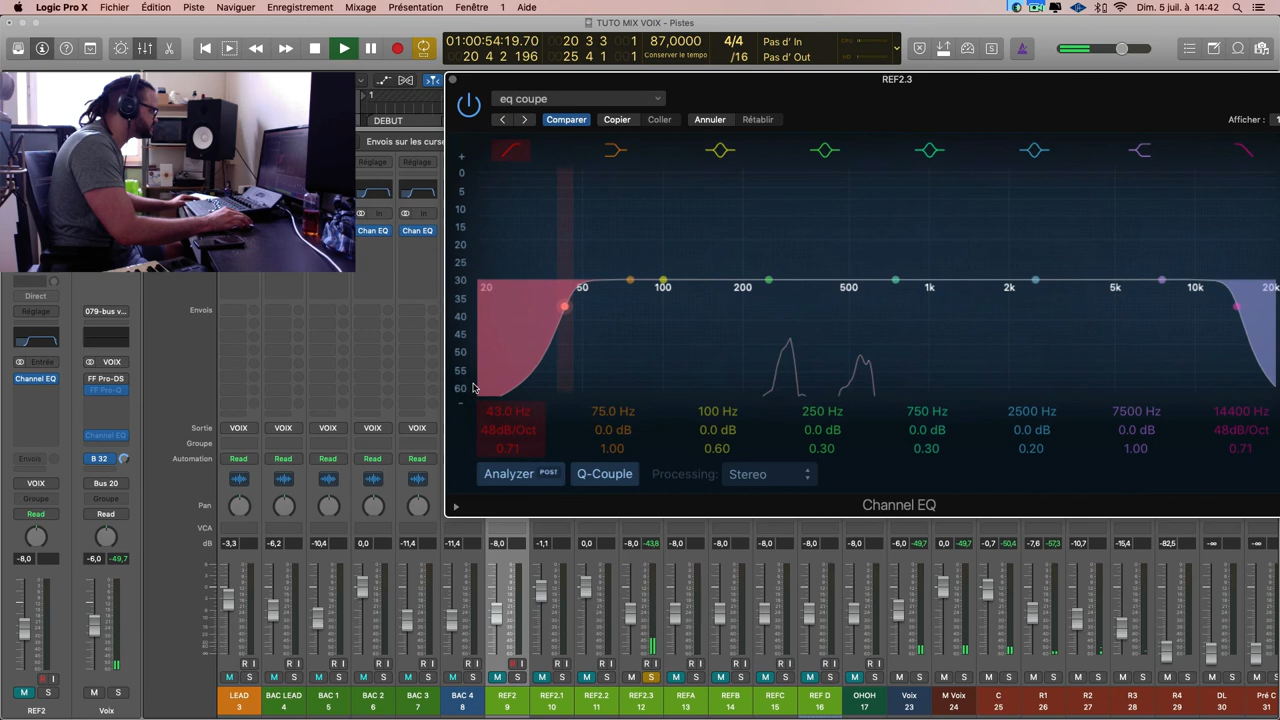 Logic Pro X Fichier Édition Piste Naviguer Enregistrement Mixage Présentation Fenêtre 1 Aide Dim. 5 juil. à 14:42
TUTO MIX VOIX - Pistes
01:00:54:19.70 20 3 3 1 87,0000 4/4 Pas d' In
20 4 2 196 25 4 1 1 Conserver le tempo /16 Pas d' Out
REF2.3
eq coupe
Comparer Copier Coller Annuler Rétablir Afficher :
1
DEBUT
Envois sur les curse
Réglage Réglage
In In
Chan EQ Chan EQ
+
0
5
10
15
20
25
30
35
40
45
50
55
60
-
20 50 100 200 500 1k 2k 5k 10k 20k
43.0 Hz 75.0 Hz 100 Hz 250 Hz 750 Hz 2500 Hz 7500 Hz 14400 Hz
48dB/Oct 0.0 dB 0.0 dB 0.0 dB 0.0 dB 0.0 dB 0.0 dB 24dB/Oct
0.71 1.00 0.60 0.30 0.30 0.20 1.00 0.71
Analyzer POST Q-Couple Processing: Stereo
Channel EQ
Direct
Réglage 079-bus v...
Entrée VOIX
Channel EQ FF Pro-DS
FF Pro-Q
Channel EQ
Envois B 32
VOIX Bus 20
Groupe Groupe
Read Read
-8,0 -6,0 -49,7
M S M S
REF2 Voix
Envois
Sortie VOIX VOIX VOIX VOIX VOIX
Groupe
Automation Read Read Read Read Read
Pan
VCA
dB -3,3 -6,2 -10,4 0,0 -11,4 -11,4 -8,0 -1,1 0,0 -8,0 -43,8 -8,0 -8,0 -8,0 -8,0 -8,0 -6,0 -49,7 0,0 -49,7 -0,7 -50,4 -7,6 -57,3 -10,7 -15,4 -82,5 -∞ -∞
LEAD BAC LEAD BAC 1 BAC 2 BAC 3 BAC 4 REF2 REF2.1 REF2.2 REF2.3 REFA REFB REFC REF D OHOH Voix M Voix C R1 R2 R3 R4 DL Pré C
3 4 5 6 7 8 9 10 11 12 13 14 15 16 17 23 24 25 26 27 28 29 30 31